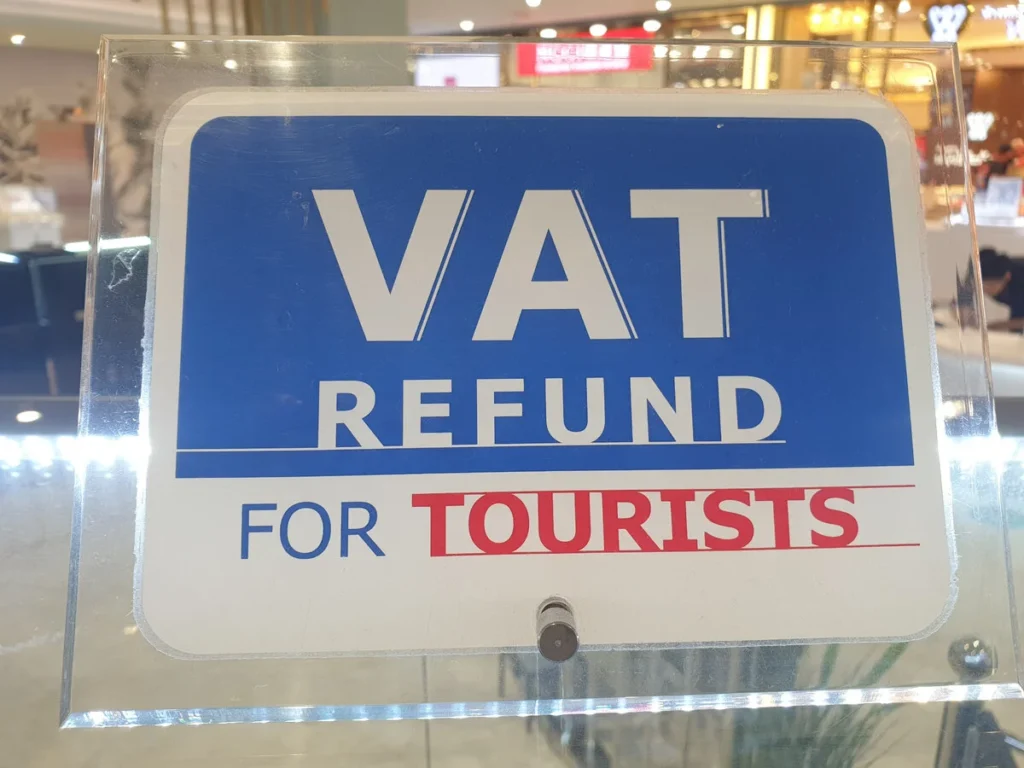 VAT
REFUND
FOR TOURISTS